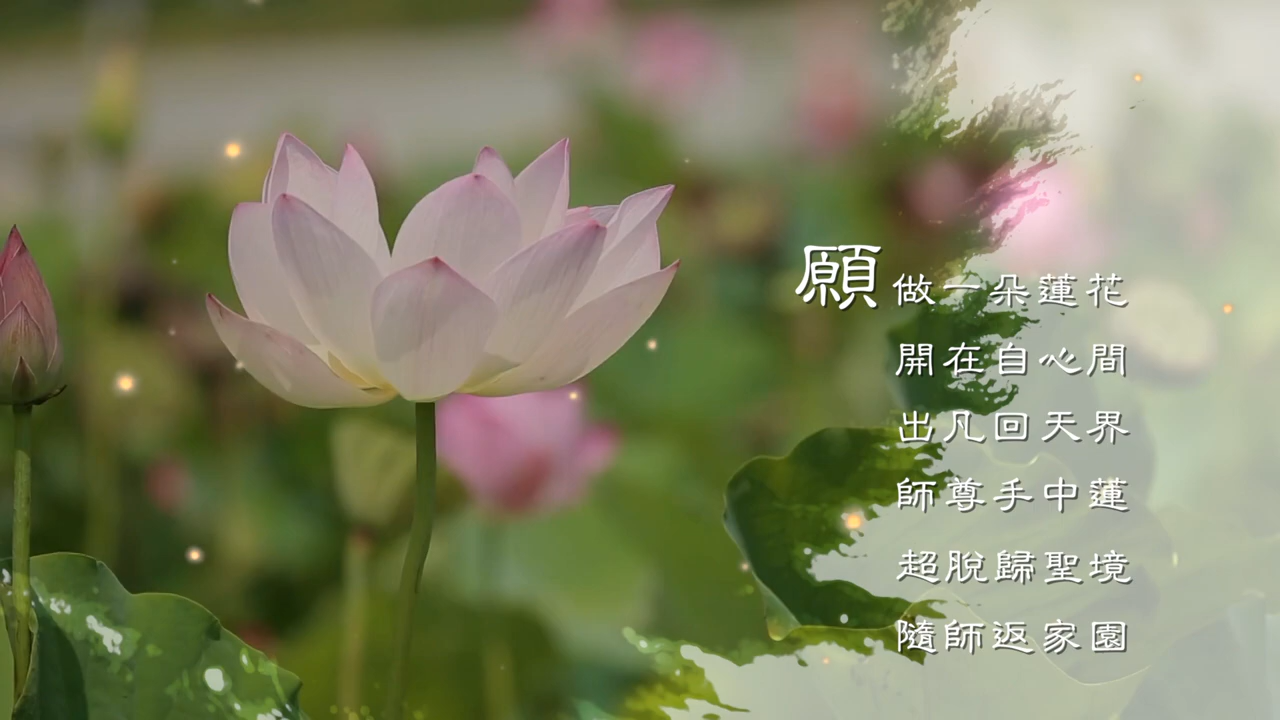 願做一朵蓮花
開在自心間
出凡回天界
師尊手中蓮
超脫歸聖境
隨師返家園